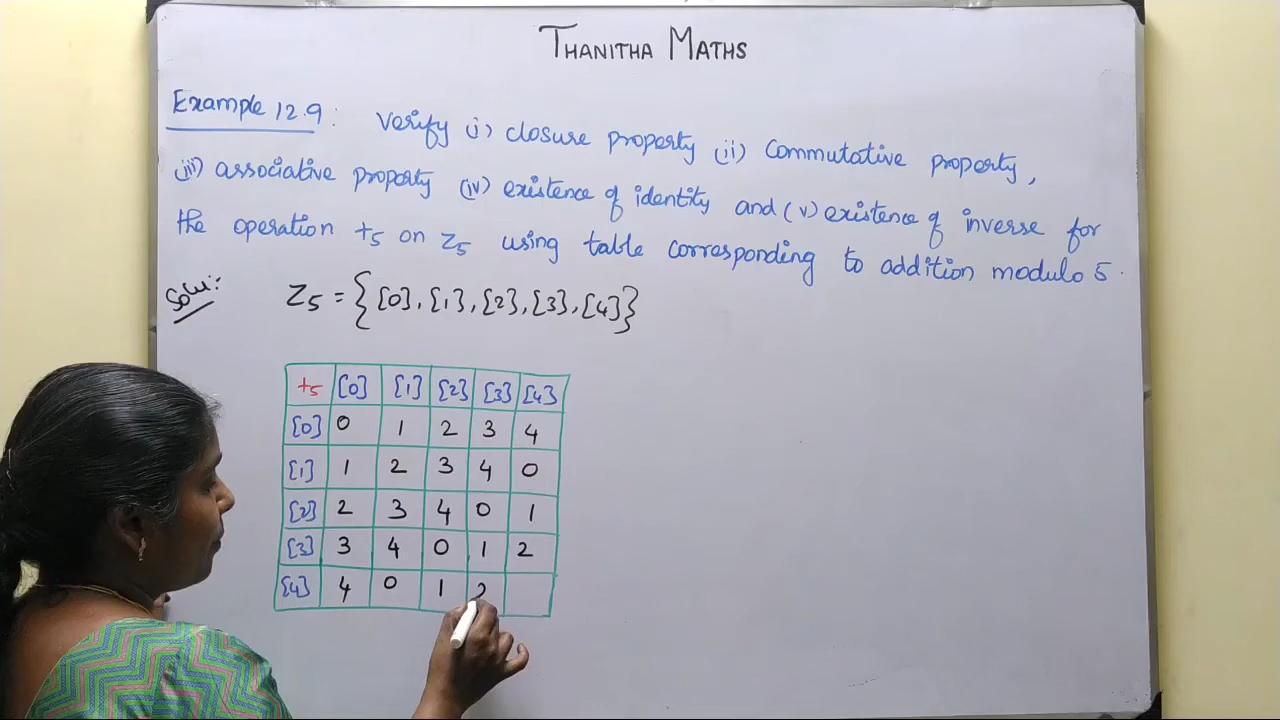 THANITHA MATHS
Example 12.9: Verify (i) closure property (ii) Commutative property,
(iii) associative property (iv) existence of identity and (v) existence of inverse for
the operation +5 on Z5 using table corresponding to addition modulo 5.
Solu:
Z5 = {[0], [1], [2], [3], [4]}
+5 [0] [1] [2] [3] [4]
[0] 0 1 2 3 4
[1] 1 2 3 4 0
[2] 2 3 4 0 1
[3] 3 4 0 1 2
[4] 4 0 1 2